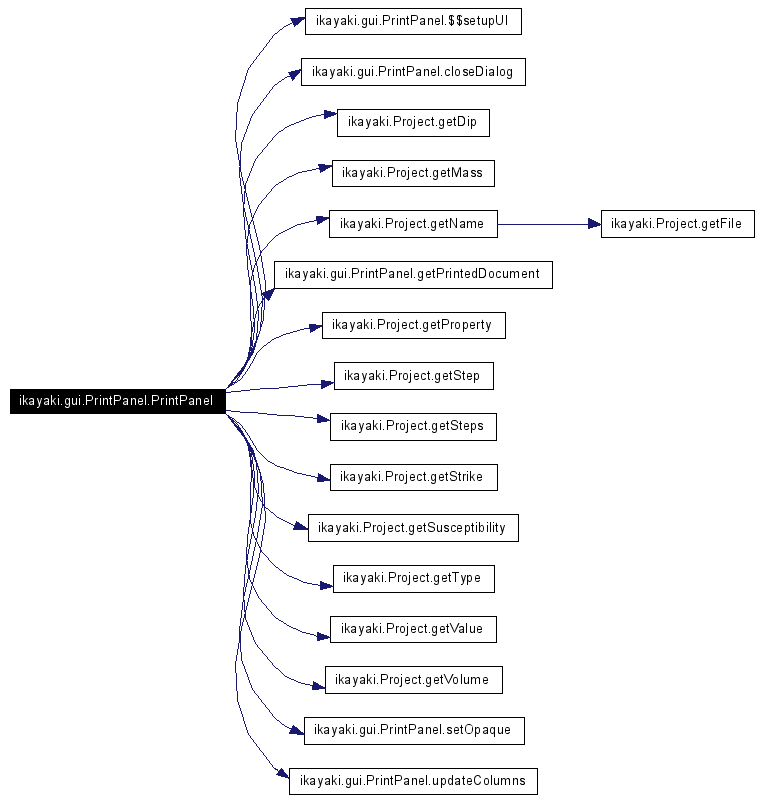 ikayaki.gui.PrintPanel.$$setupUI
ikayaki.gui.PrintPanel.closeDialog
ikayaki.Project.getDip
ikayaki.Project.getMass
ikayaki.Project.getName
ikayaki.Project.getFile
ikayaki.gui.PrintPanel.getPrintedDocument
ikayaki.Project.getProperty
ikayaki.Project.getStep
ikayaki.gui.PrintPanel.PrintPanel
ikayaki.Project.getSteps
ikayaki.Project.getStrike
ikayaki.Project.getSusceptibility
ikayaki.Project.getType
ikayaki.Project.getValue
ikayaki.Project.getVolume
ikayaki.gui.PrintPanel.setOpaque
ikayaki.gui.PrintPanel.updateColumns